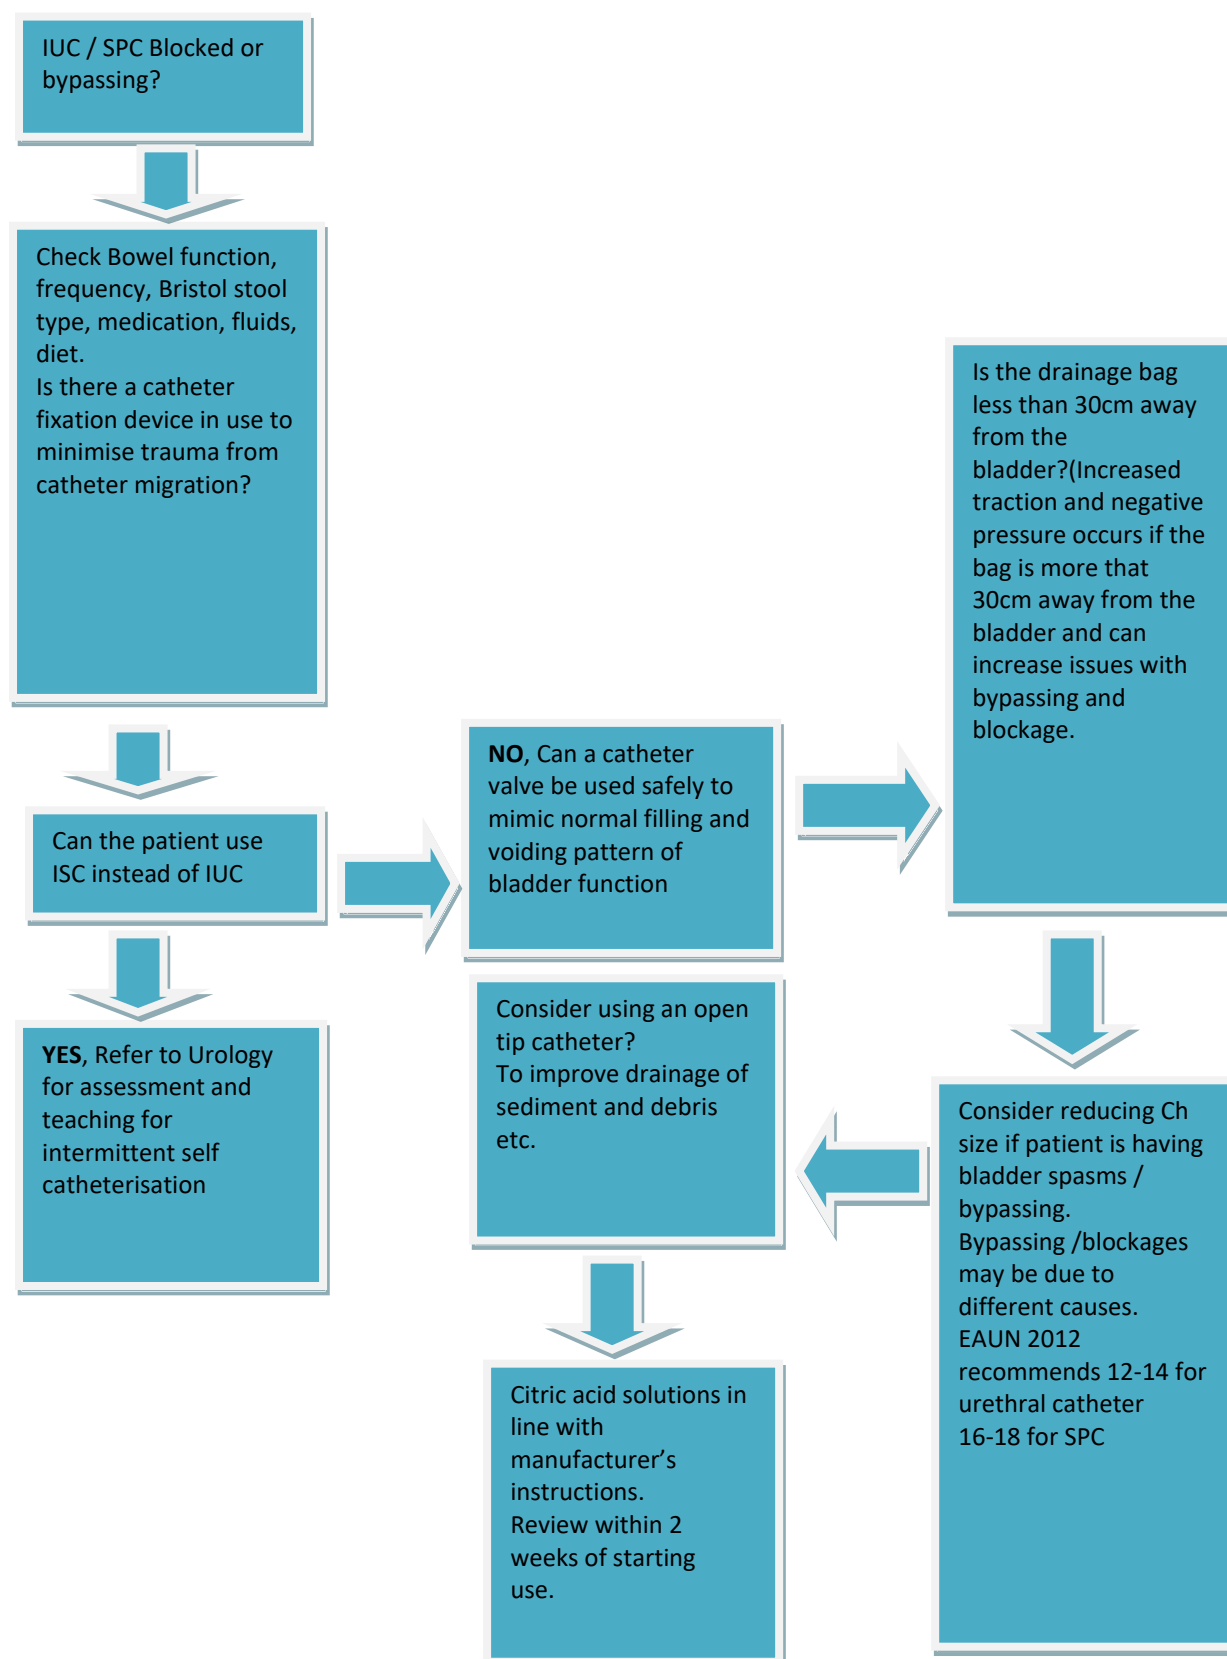 IUC / SPC Blocked or
bypassing?
Check Bowel function,
frequency, Bristol stool
type, medication, fluids,
diet.
Is there a catheter
fixation device in use to
minimise trauma from
catheter migration?
Can the patient use
ISC instead of IUC
YES, Refer to Urology
for assessment and
teaching for
intermittent self
catheterisation
NO, Can a catheter
valve be used safely to
mimic normal filling and
voiding pattern of
bladder function
Is the drainage bag
less than 30cm away
from the
bladder?(Increased
traction and negative
pressure occurs if the
bag is more that
30cm away from the
bladder and can
increase issues with
bypassing and
blockage.
Consider reducing Ch
size if patient is having
bladder spasms /
bypassing.
Bypassing /blockages
may be due to
different causes.
EAUN 2012
recommends 12-14 for
urethral catheter
16-18 for SPC
Consider using an open
tip catheter?
To improve drainage of
sediment and debris
etc.
Citric acid solutions in
line with
manufacturer’s
instructions.
Review within 2
weeks of starting
use.